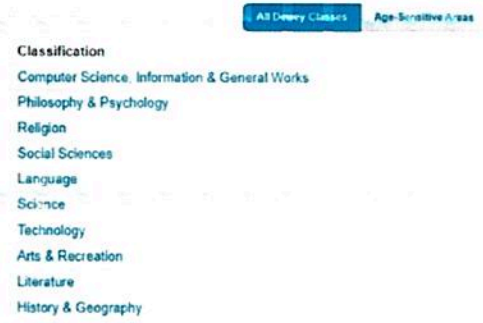 All Dewey Classes Age-Sensitive Areas
Classification
Computer Science, Information & General Works
Philosophy & Psychology
Religion
Social Sciences
Language
Science
Technology
Arts & Recreation
Literature
History & Geography